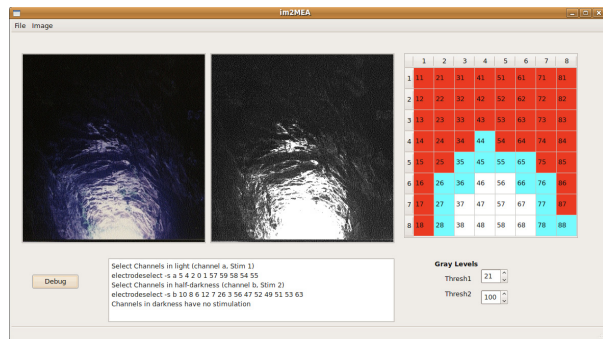 im2MEA
File Image
1 2 3 4 5 6 7 8
1 11 21 31 41 51 61 71 81
2 12 22 32 42 52 62 72 82
3 13 23 33 43 53 63 73 83
4 14 24 34 44 54 64 74 84
5 15 25 35 45 55 65 75 85
6 16 26 36 46 56 66 76 86
7 17 27 37 47 57 67 77 87
8 18 28 38 48 58 68 78 88
Debug
Select Channels in light (channel a, Stim 1)
electrodeselect -s a 5 4 2 0 1 57 59 58 54 55
Select Channels in half-darkness (channel b, Stim 2)
electrodeselect -s b 10 8 6 12 7 26 3 56 47 52 49 51 53 63
Channels in darkness have no stimulation
Gray Levels
Thresh1 21
Thresh2 100